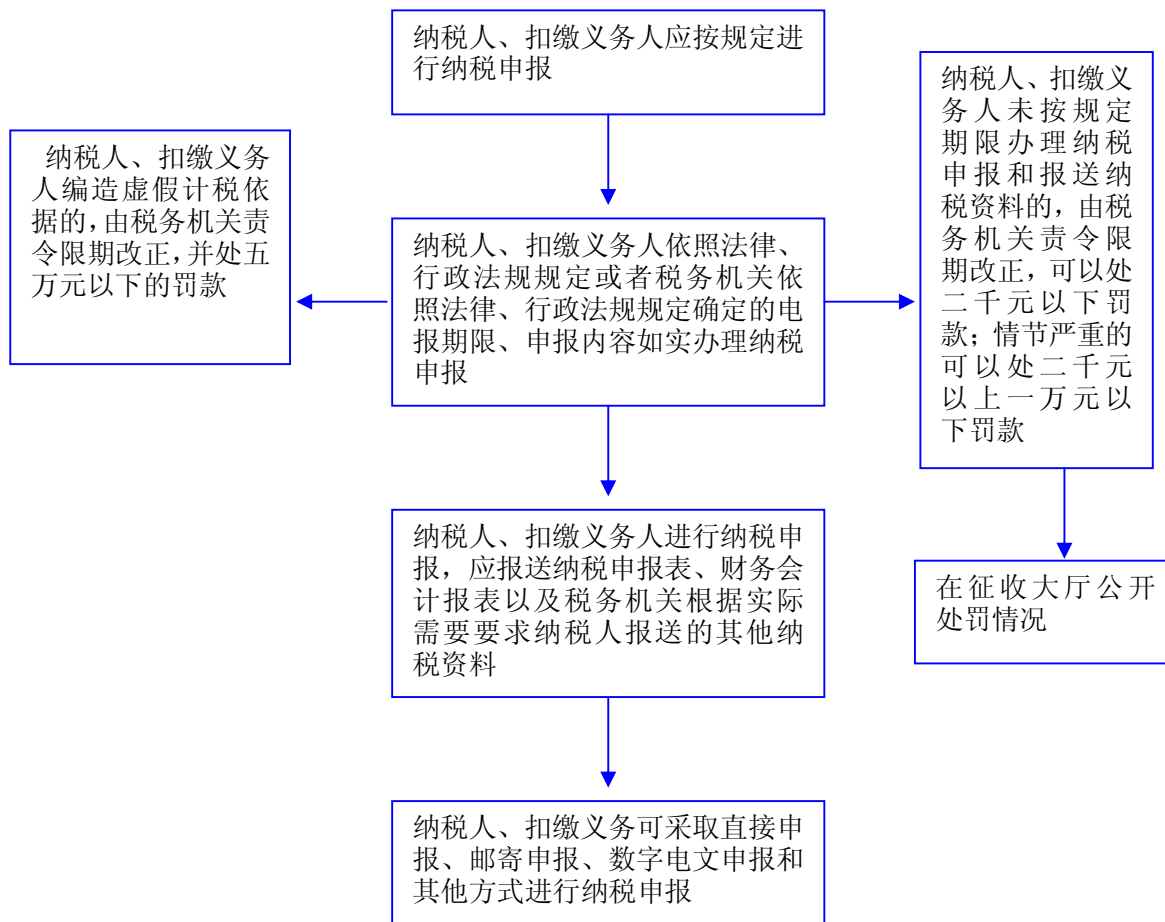 纳税人、扣缴义务人应按规定进
行纳税申报
纳税人、扣缴义
务人编造虚假计税依
据的，由税务机关责
令限期改正，并处五
万元以下的罚款
纳税人、扣缴义务人依照法律、
行政法规规定或者税务机关依
照法律、行政法规规定确定的电
报期限、申报内容如实办理纳税
申报
纳税人、扣缴义
务人未按规定
期限办理纳税
申报和报送纳
税资料的，由税
务机关责令限
期改正，可以处
二千元以下罚
款；情节严重的
可以处二千元
以上一万元以
下罚款
纳税人、扣缴义务人进行纳税申
报，应报送纳税申报表、财务会
计报表以及税务机关根据实际
需要要求纳税人报送的其他纳
税资料
在征收大厅公开
处罚情况
纳税人、扣缴义务可采取直接申
报、邮寄申报、数字电文申报和
其他方式进行纳税申报